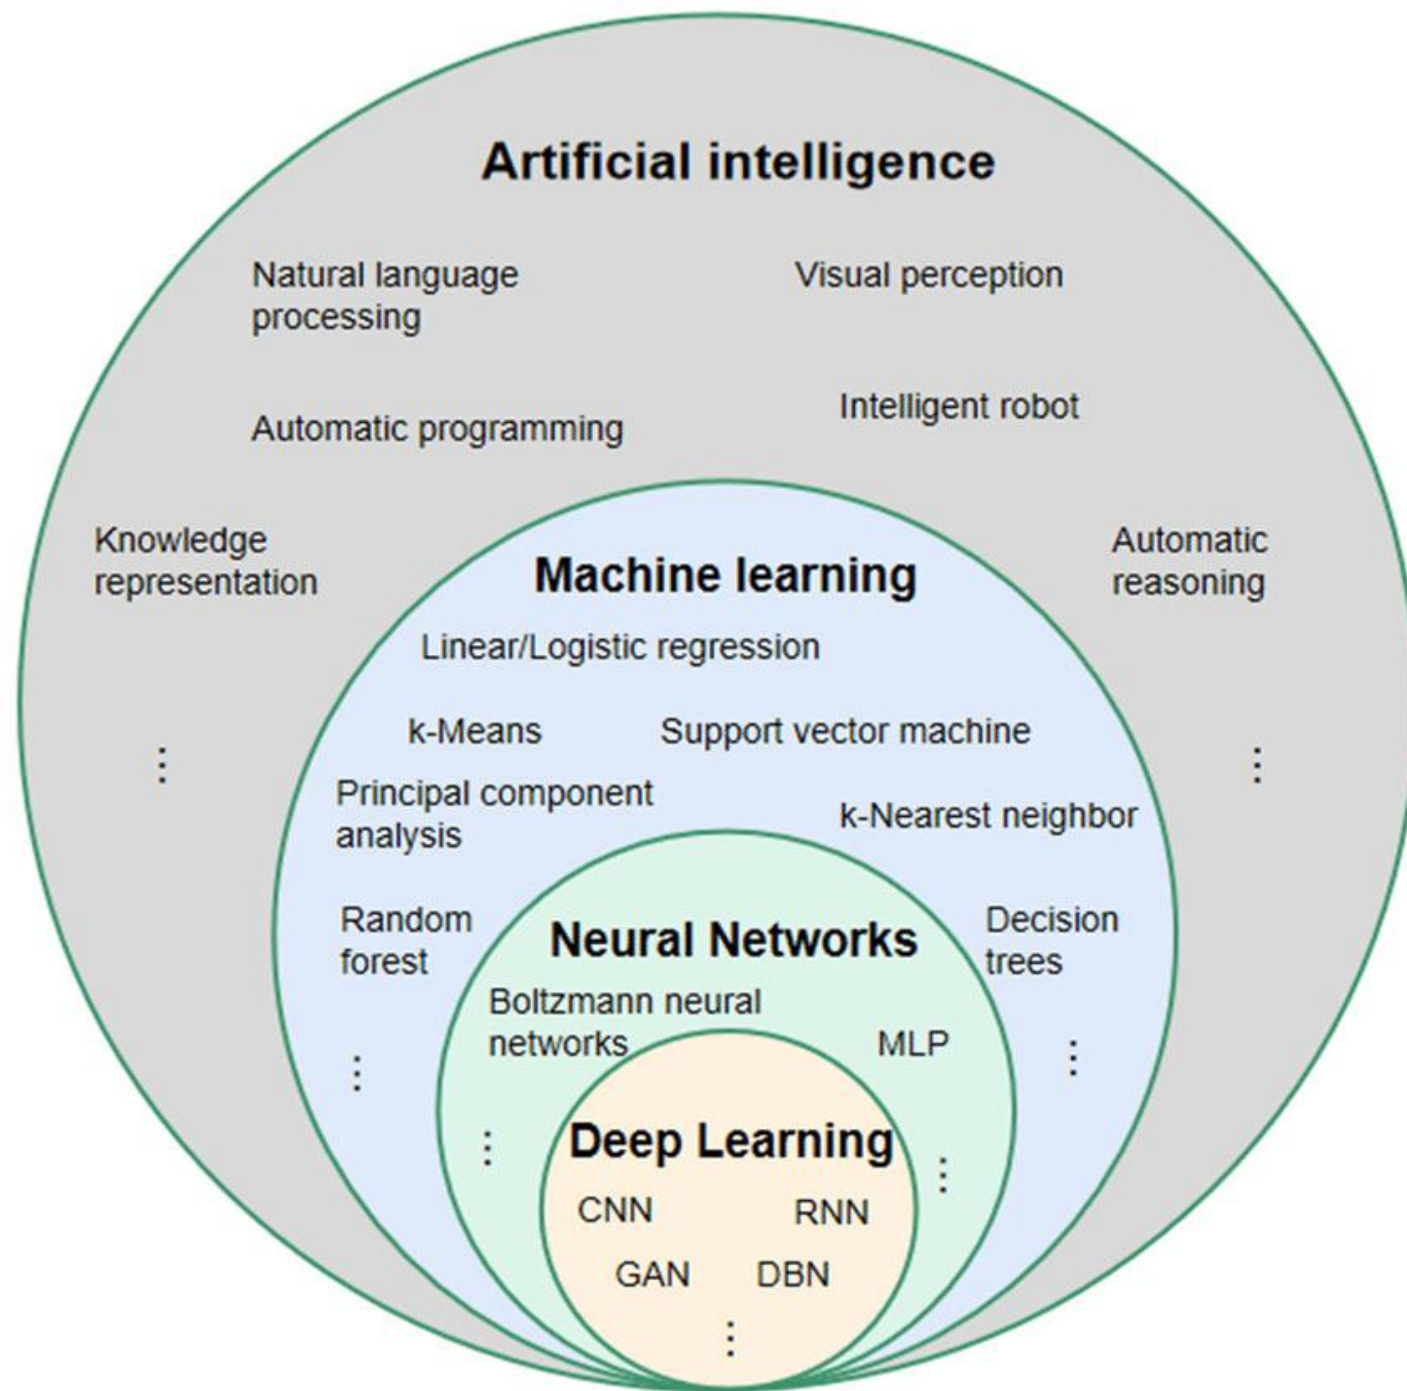 Artificial intelligence
Natural language
processing
Visual perception
Automatic programming
Intelligent robot
Knowledge
representation
Automatic
reasoning
⋮
⋮
Machine learning
Linear/Logistic regression
k-Means
Support vector machine
Principal component
analysis
k-Nearest neighbor
Random
forest
Decision
trees
⋮
⋮
Neural Networks
Boltzmann neural
networks
MLP
⋮
⋮
Deep Learning
CNN
RNN
GAN
DBN
⋮